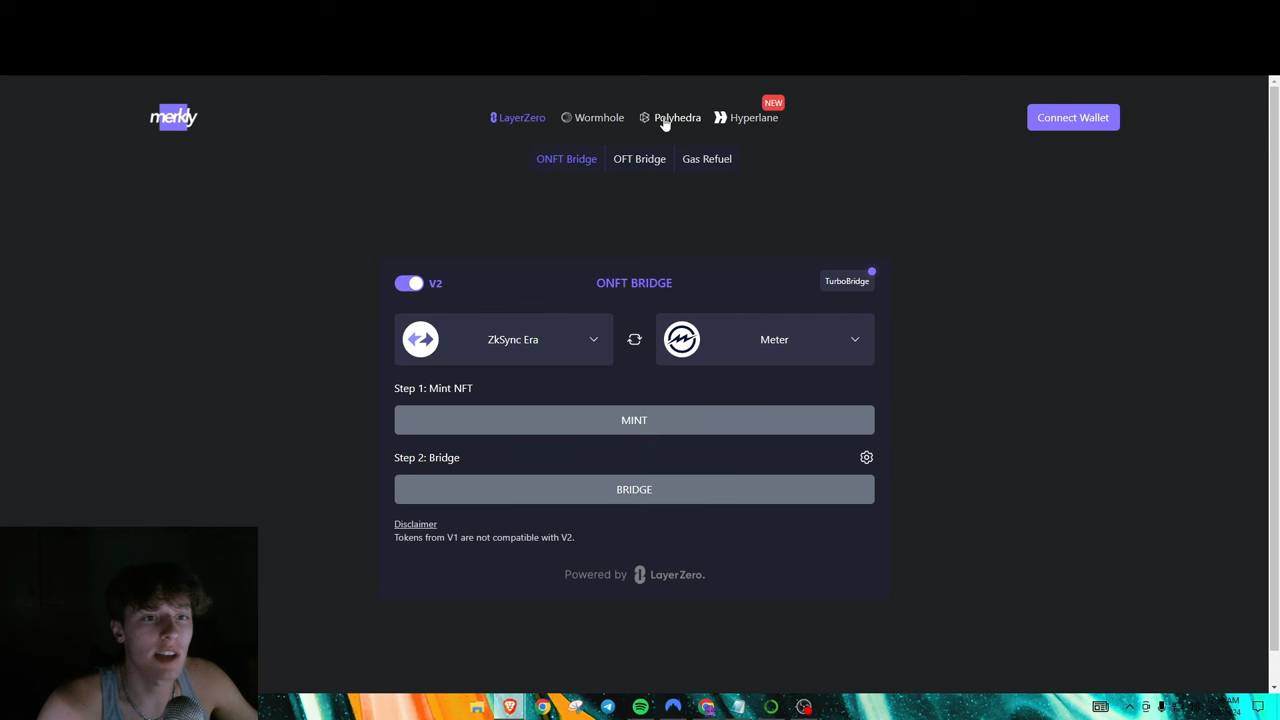 NEW
merkly
LayerZero Wormhole Polyhedra Hyperlane
Connect Wallet
ONFT Bridge OFT Bridge Gas Refuel
V2
ONFT BRIDGE
TurboBridge
ZkSync Era
Meter
Step 1: Mint NFT
MINT
Step 2: Bridge
BRIDGE
Disclaimer
Tokens from V1 are not compatible with V2.
Powered by LayerZero.